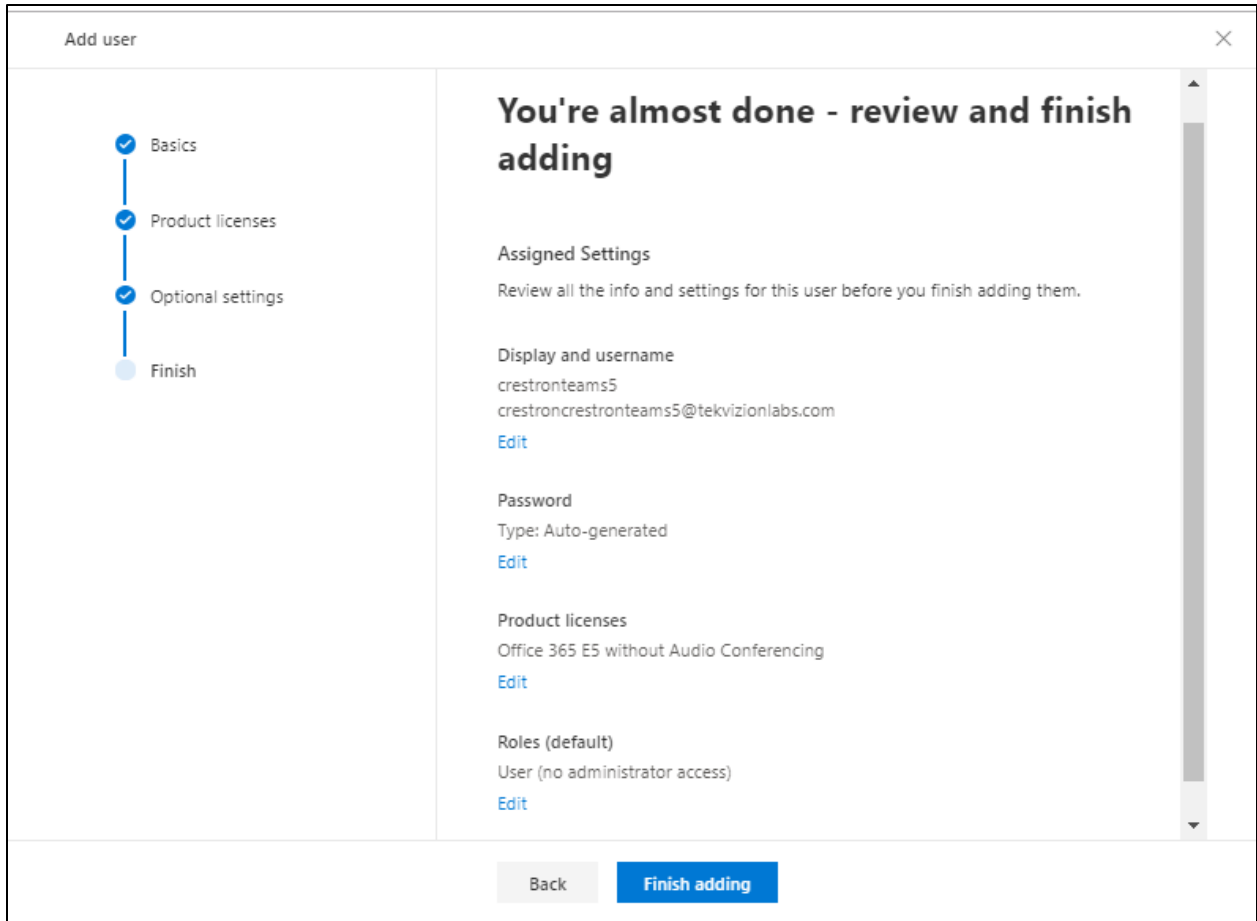 Add user
Basics
Product licenses
Optional settings
Finish
You're almost done - review and finish
adding
Assigned Settings
Review all the info and settings for this user before you finish adding them.
Display and username
crestronteams5
crestroncrestronteams5@tekvizionlabs.com
Edit
Password
Type: Auto-generated
Edit
Product licenses
Office 365 E5 without Audio Conferencing
Edit
Roles (default)
User (no administrator access)
Edit
Back
Finish adding